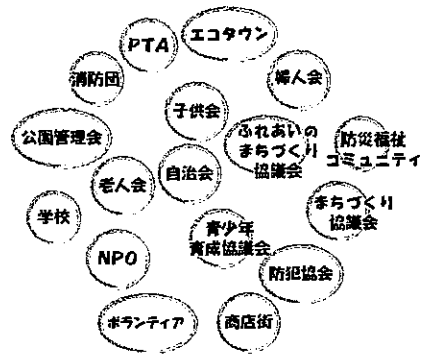 PTA
エコタウン
消防団
婦人会
子供会
公園管理会
ふれあいの
まちづくり
協議会
防災福祉
コミュニティ
老人会
自治会
学校
まちづくり
協議会
青少年
育成協議会
NPO
防犯協会
ボランティア
商店街